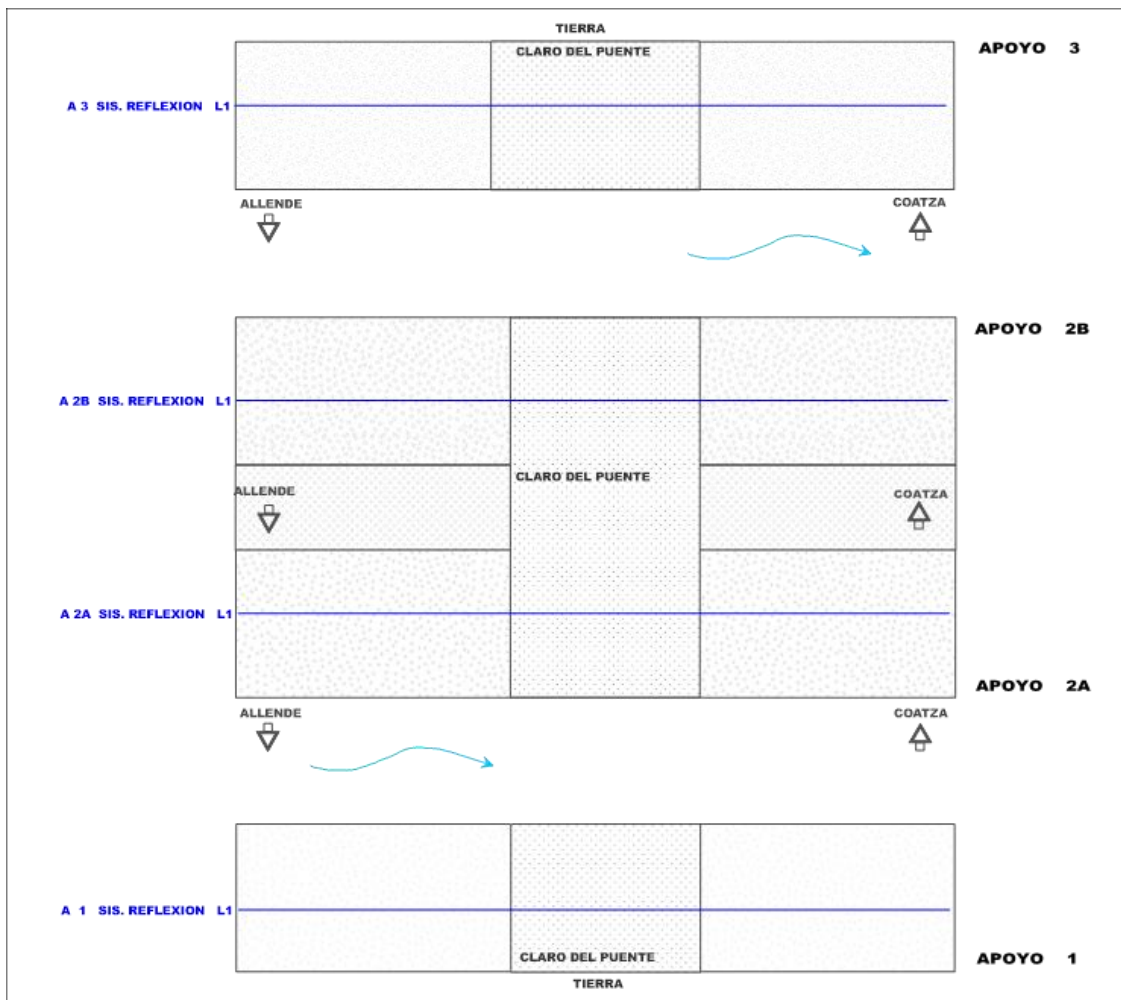 TIERRA
CLARO DEL PUENTE
APOYO 3
A 3 SIS. REFLEXION L1
ALLENDE
COATZA
APOYO 2B
A 2B SIS. REFLEXION L1
CLARO DEL PUENTE
ALLENDE
COATZA
A 2A SIS. REFLEXION L1
APOYO 2A
ALLENDE
COATZA
A 1 SIS. REFLEXION L1
CLARO DEL PUENTE
APOYO 1
TIERRA